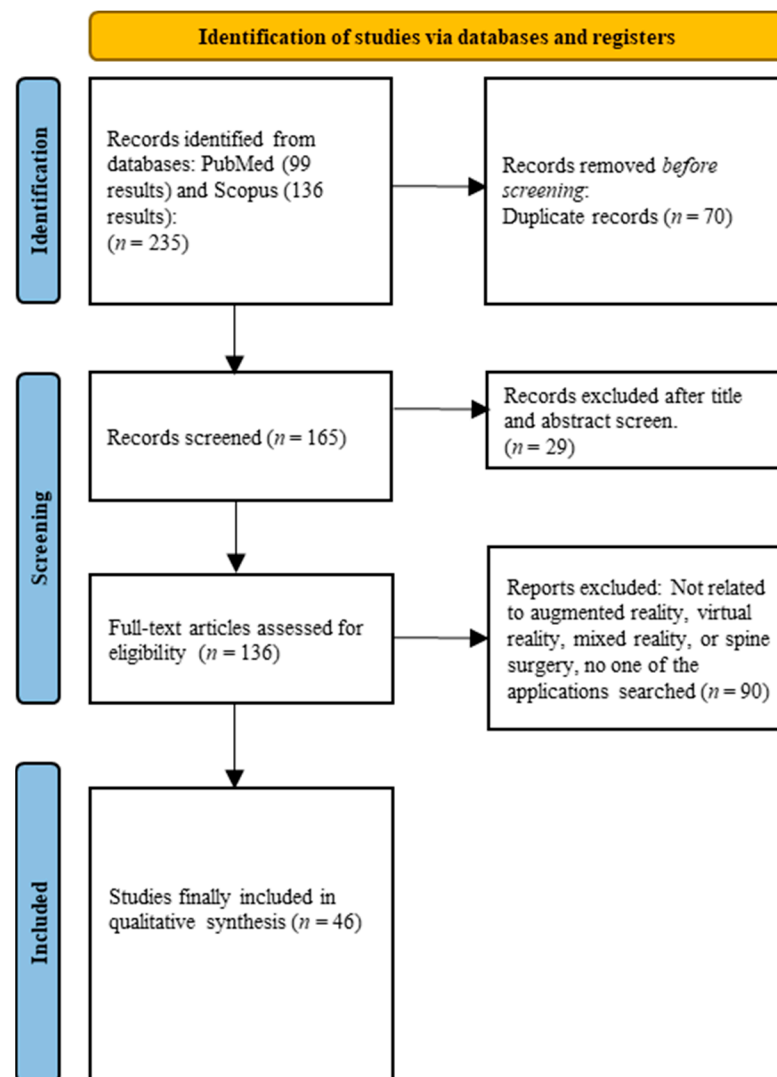 Identification of studies via databases and registers
Identification
Records identified from
databases: PubMed (99
results) and Scopus (136
results):
(n = 235)
Records removed before
screening:
Duplicate records (n = 70)
Screening
Records screened (n = 165)
Records excluded after title
and abstract screen.
(n = 29)
Full-text articles assessed for
eligibility (n = 136)
Reports excluded: Not related
to augmented reality, virtual
reality, mixed reality, or spine
surgery, no one of the
applications searched (n = 90)
Included
Studies finally included in
qualitative synthesis (n = 46)